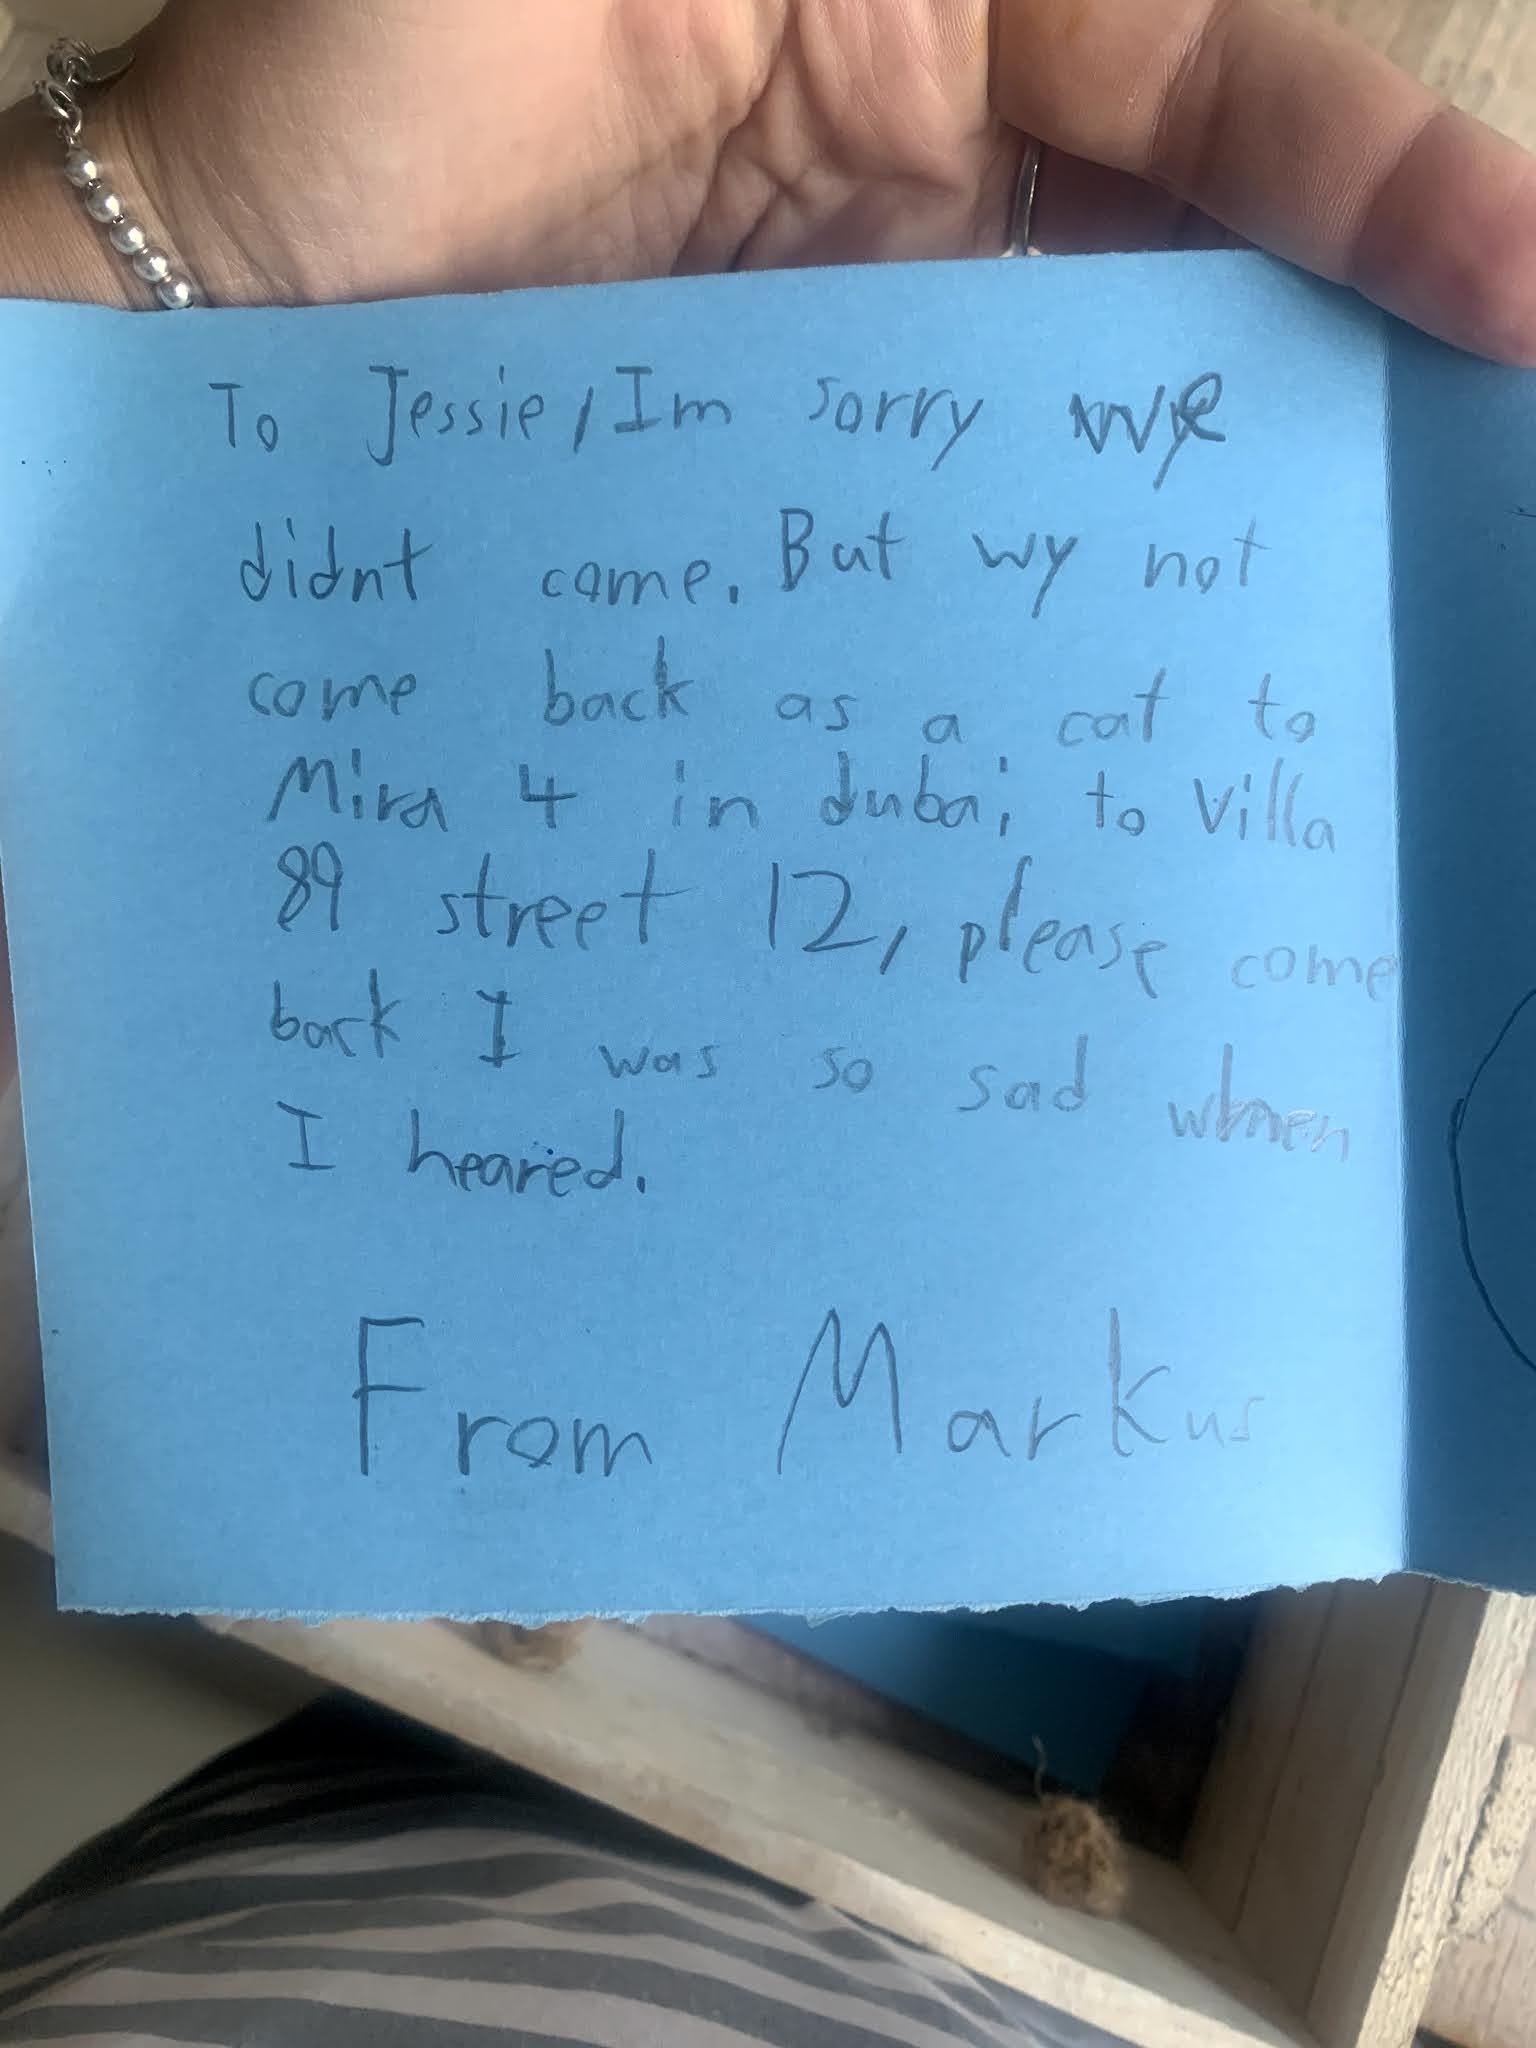 To Jessie, Im sorry we
didnt come. But wy not
come back as a cat to
Mira 4 in dubai to Villa
89 street 12, please come
back I was so sad when
I heared.
From Markus